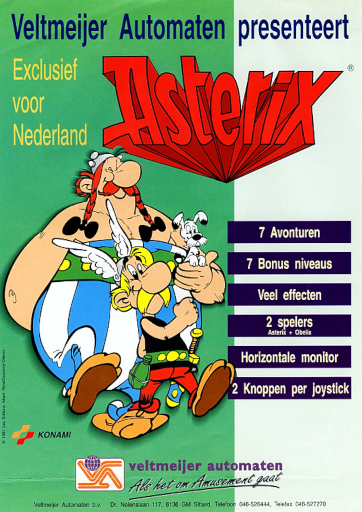 Veltmeijer Automaten presenteert
Exclusief
voor
Nederland
Asterix ®
7 Avonturen
7 Bonus niveaus
Veel effecten
2 spelers
Asterix + Obelix
Horizontale monitor
2 Knoppen per joystick
KONAMI
VA
veltmeijer automaten
Als het om Amusement gaat
Veltmeijer Automaten b.v. Dr. Nolenslaan 117, 6136 GM Sittard, Telefoon 046-526444, Telefax 046-527270